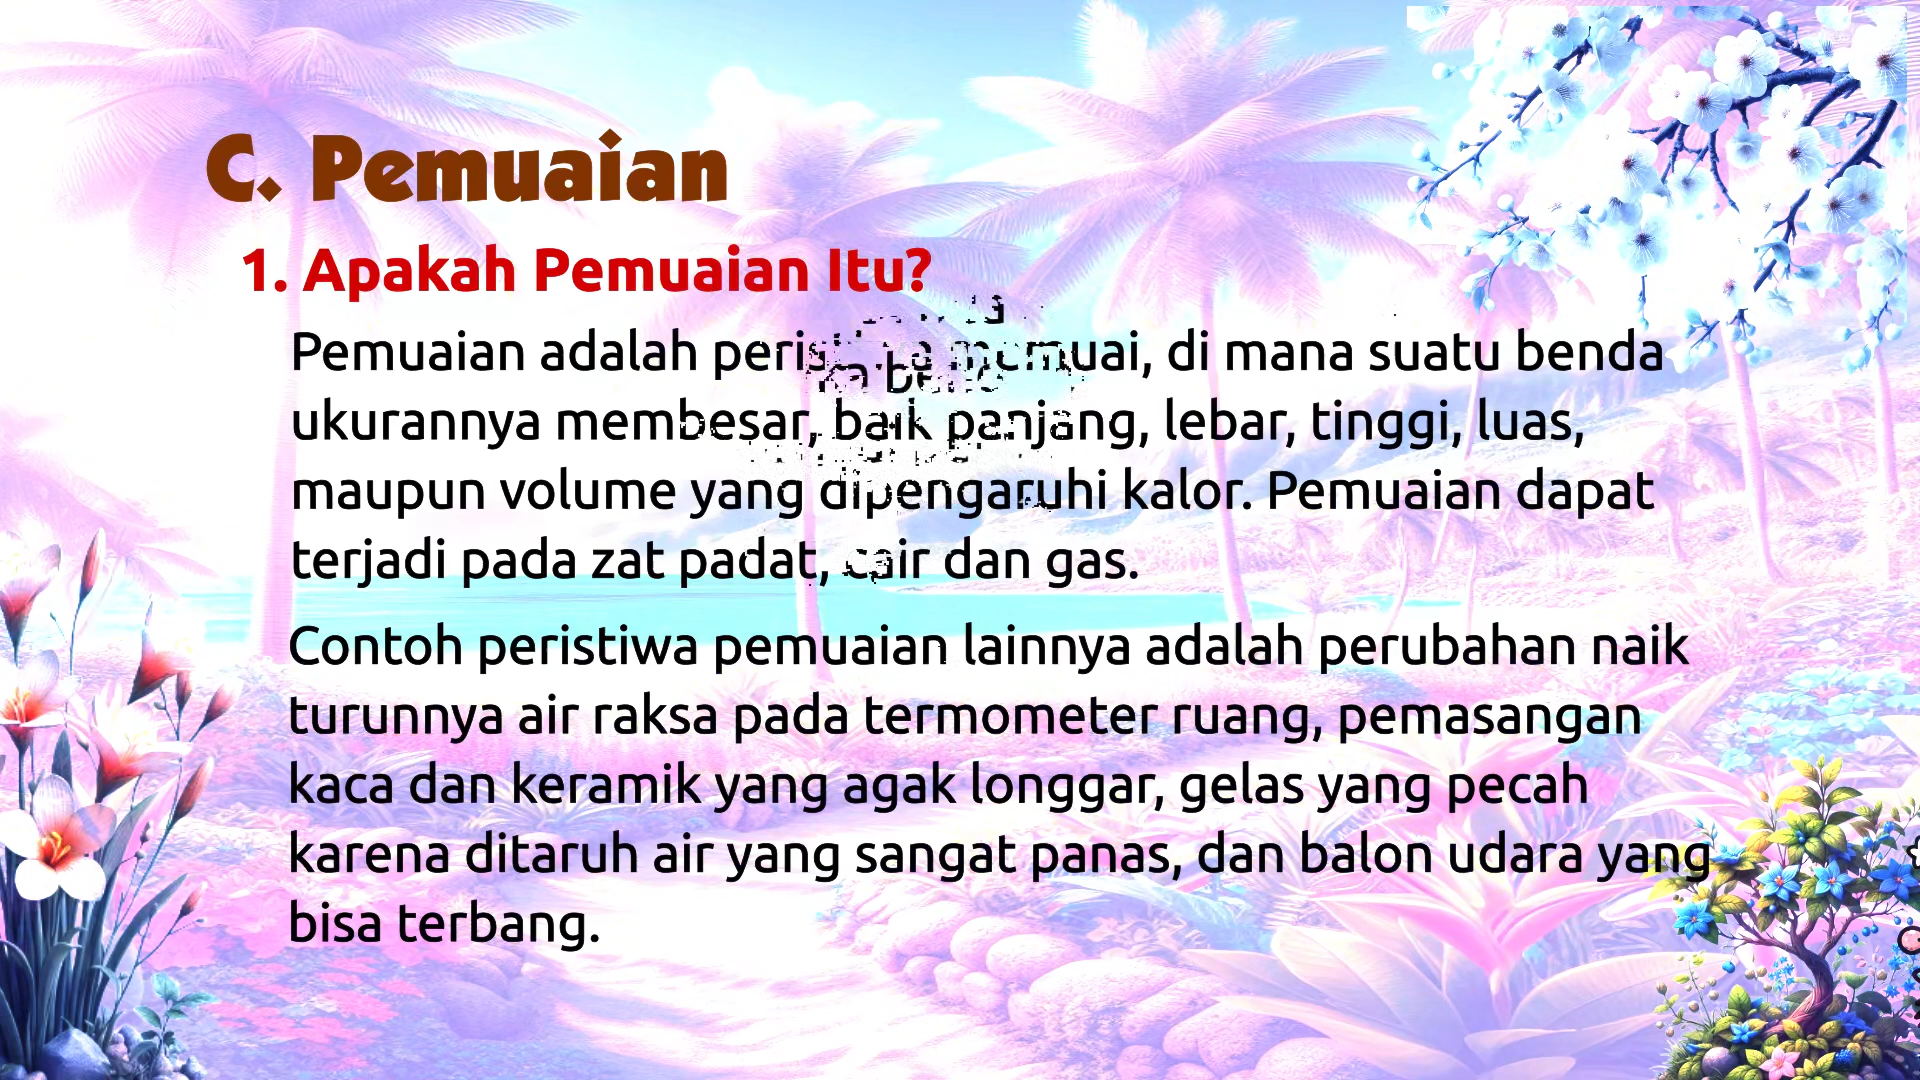 C. Pemuaian
1. Apakah Pemuaian Itu?
Pemuaian adalah memuai, di mana suatu benda
ukurannya membesar, baik panjang, lebar, tinggi, luas,
maupun volume yang dipengaruhi kalor. Pemuaian dapat
terjadi pada zat padat, cair dan gas.
Contoh peristiwa pemuaian lainnya adalah perubahan naik
turunnya air raksa pada termometer ruang, pemasangan
kaca dan keramik yang agak longgar, gelas yang pecah
karena ditaruh air yang sangat panas, dan balon udara yang
bisa terbang.